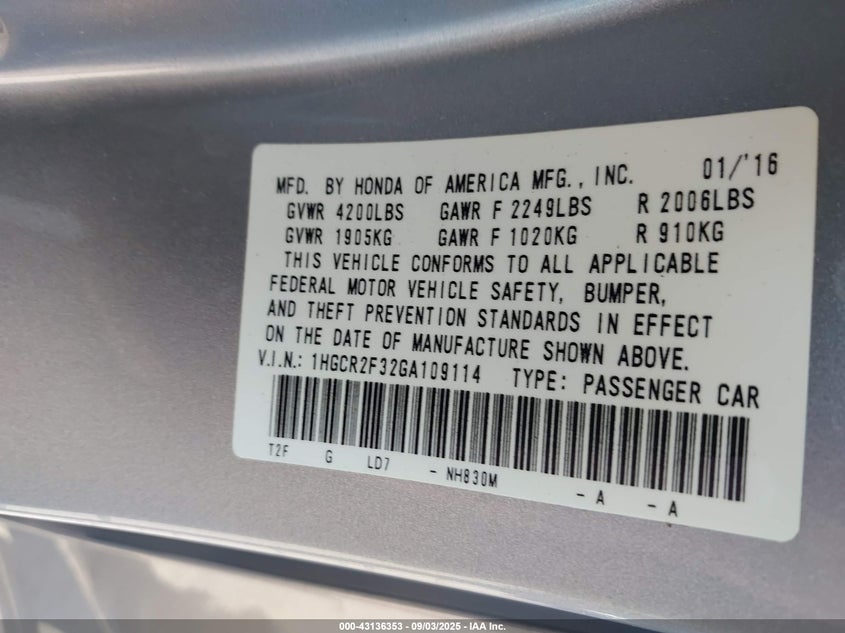 MFD. BY HONDA OF AMERICA MFG., INC. 01/'16
GVWR 4200LBS GAWR F 2249LBS R 2006LBS
GVWR 1905KG GAWR F 1020KG R 910KG
THIS VEHICLE CONFORMS TO ALL APPLICABLE
FEDERAL MOTOR VEHICLE SAFETY, BUMPER,
AND THEFT PREVENTION STANDARDS IN EFFECT
ON THE DATE OF MANUFACTURE SHOWN ABOVE.
V.I.N.: 1HGCR2F32GA109114 TYPE: PASSENGER CAR
T2F G LD7 - NH830M - A - A
000-43136353 - 09/03/2025 - IAA Inc.